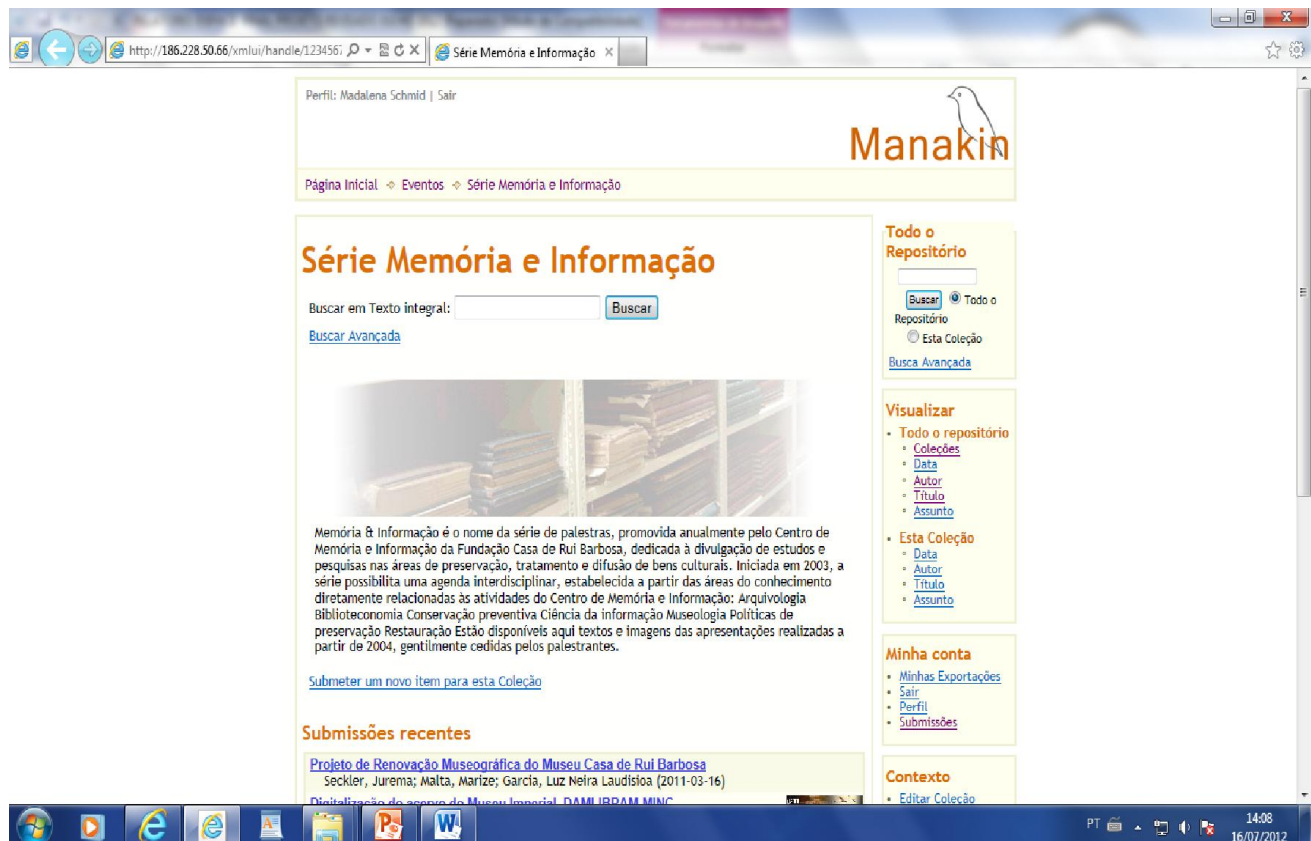 http://186.228.50.66/xmlui/handle/123456
Série Memória e Informação
Perfil: Madalena Schmid | Sair
Manakin
Página Inicial Eventos Série Memória e Informação
Série Memória e Informação
Buscar em Texto integral: Buscar
Buscar Avançada
Memória & Informação é o nome da série de palestras, promovida anualmente pelo Centro de
Memória e Informação da Fundação Casa de Rui Barbosa, dedicada à divulgação de estudos e
pesquisas nas áreas de preservação, tratamento e difusão de bens culturais. Iniciada em 2003, a
série possibilita uma agenda interdisciplinar, estabelecida a partir das áreas do conhecimento
diretamente relacionadas às atividades do Centro de Memória e Informação: Arquivologia
Biblioteconomia Conservação preventiva Ciência da informação Museologia Políticas de
preservação Restauração Estão disponíveis aqui textos e imagens das apresentações realizadas a
partir de 2004, gentilmente cedidas pelos palestrantes.
Submeter um novo item para esta Coleção
Submissões recentes
Projeto de Renovação Museográfica do Museu Casa de Rui Barbosa
Seckler, Jurema; Malta, Marize; Garcia, Luz Neira Laudisioa (2011-03-16)
Digitalização do acervo do Museu Imperial
Todo o
Repositório
Buscar Todo o
Repositório
Esta Coleção
Busca Avançada
Visualizar
Todo o repositório
Coleções
Data
Autor
Título
Assunto
Esta Coleção
Data
Autor
Título
Assunto
Minha conta
Minhas Exportações
Sair
Perfil
Submissões
Contexto
Editar Coleção
PT
14:08
16/07/2012